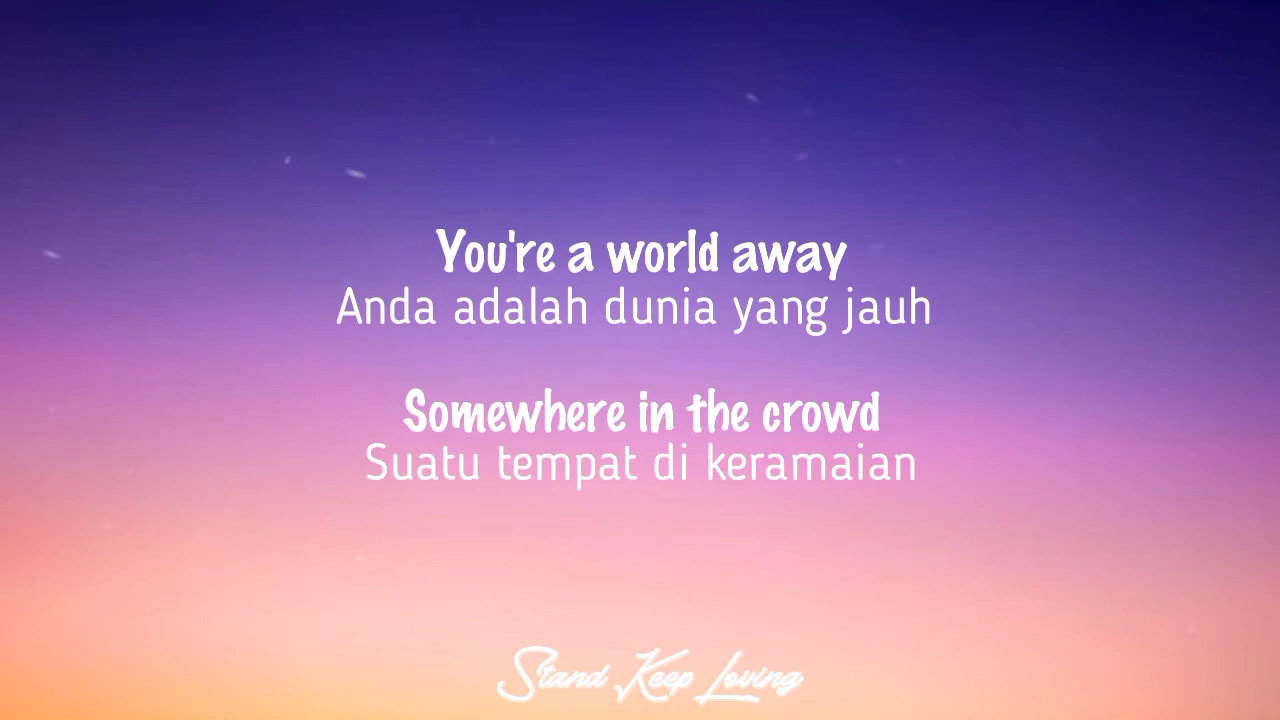 You're a world away
Anda adalah dunia yang jauh
Somewhere in the crowd
Suatu tempat di keramaian
Stand Keep Loving